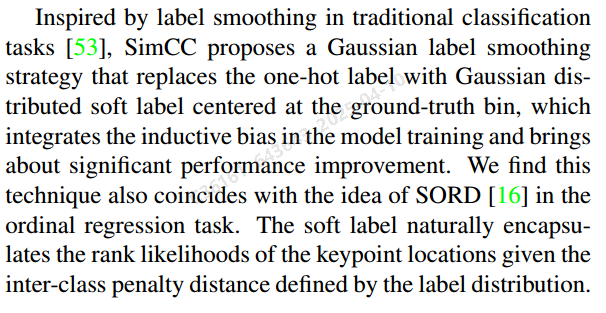 Inspired by label smoothing in traditional classification
tasks [53], SimCC proposes a Gaussian label smoothing
strategy that replaces the one-hot label with Gaussian dis-
tributed soft label centered at the ground-truth bin, which
integrates the inductive bias in the model training and brings
about significant performance improvement. We find this
technique also coincides with the idea of SORD [16] in the
ordinal regression task. The soft label naturally encapsu-
lates the rank likelihoods of the keypoint locations given the
inter-class penalty distance defined by the label distribution.